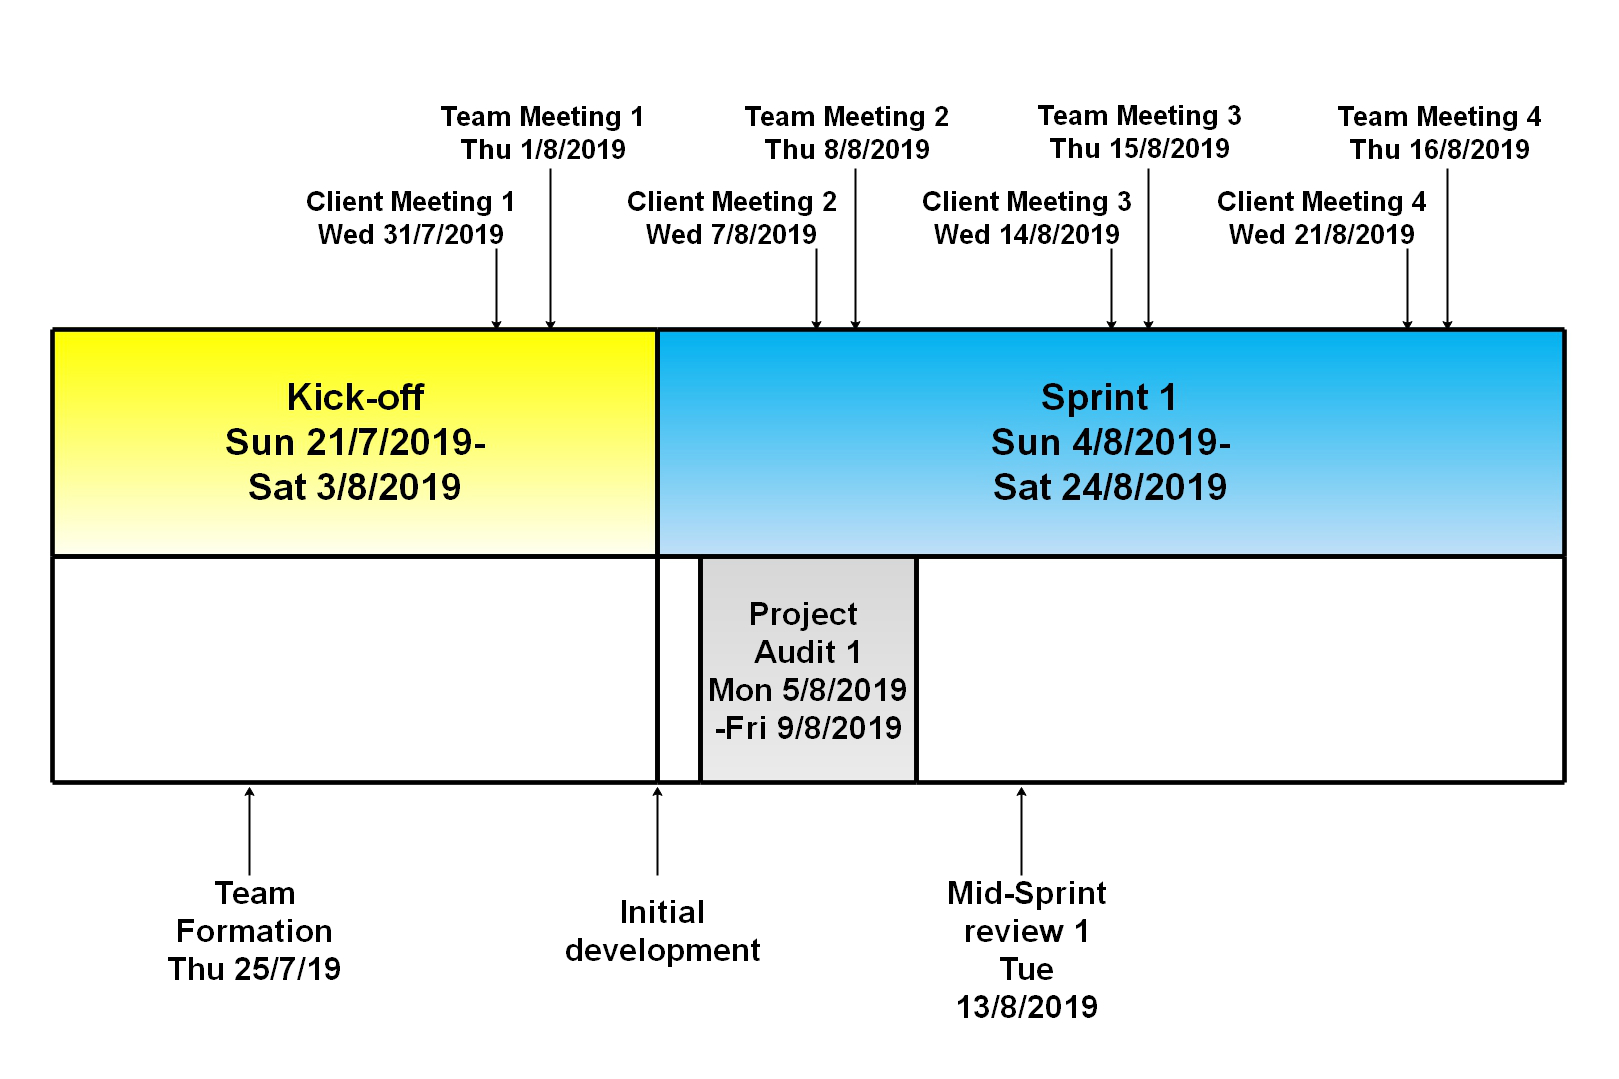 Team Meeting 1
Thu 1/8/2019
Team Meeting 2
Thu 8/8/2019
Team Meeting 3
Thu 15/8/2019
Team Meeting 4
Thu 16/8/2019
Client Meeting 1
Wed 31/7/2019
Client Meeting 2
Wed 7/8/2019
Client Meeting 3
Wed 14/8/2019
Client Meeting 4
Wed 21/8/2019
Kick-off
Sun 21/7/2019-
Sat 3/8/2019
Sprint 1
Sun 4/8/2019-
Sat 24/8/2019
Project
Audit 1
Mon 5/8/2019
-Fri 9/8/2019
Team
Formation
Thu 25/7/19
Initial
development
Mid-Sprint
review 1
Tue
13/8/2019